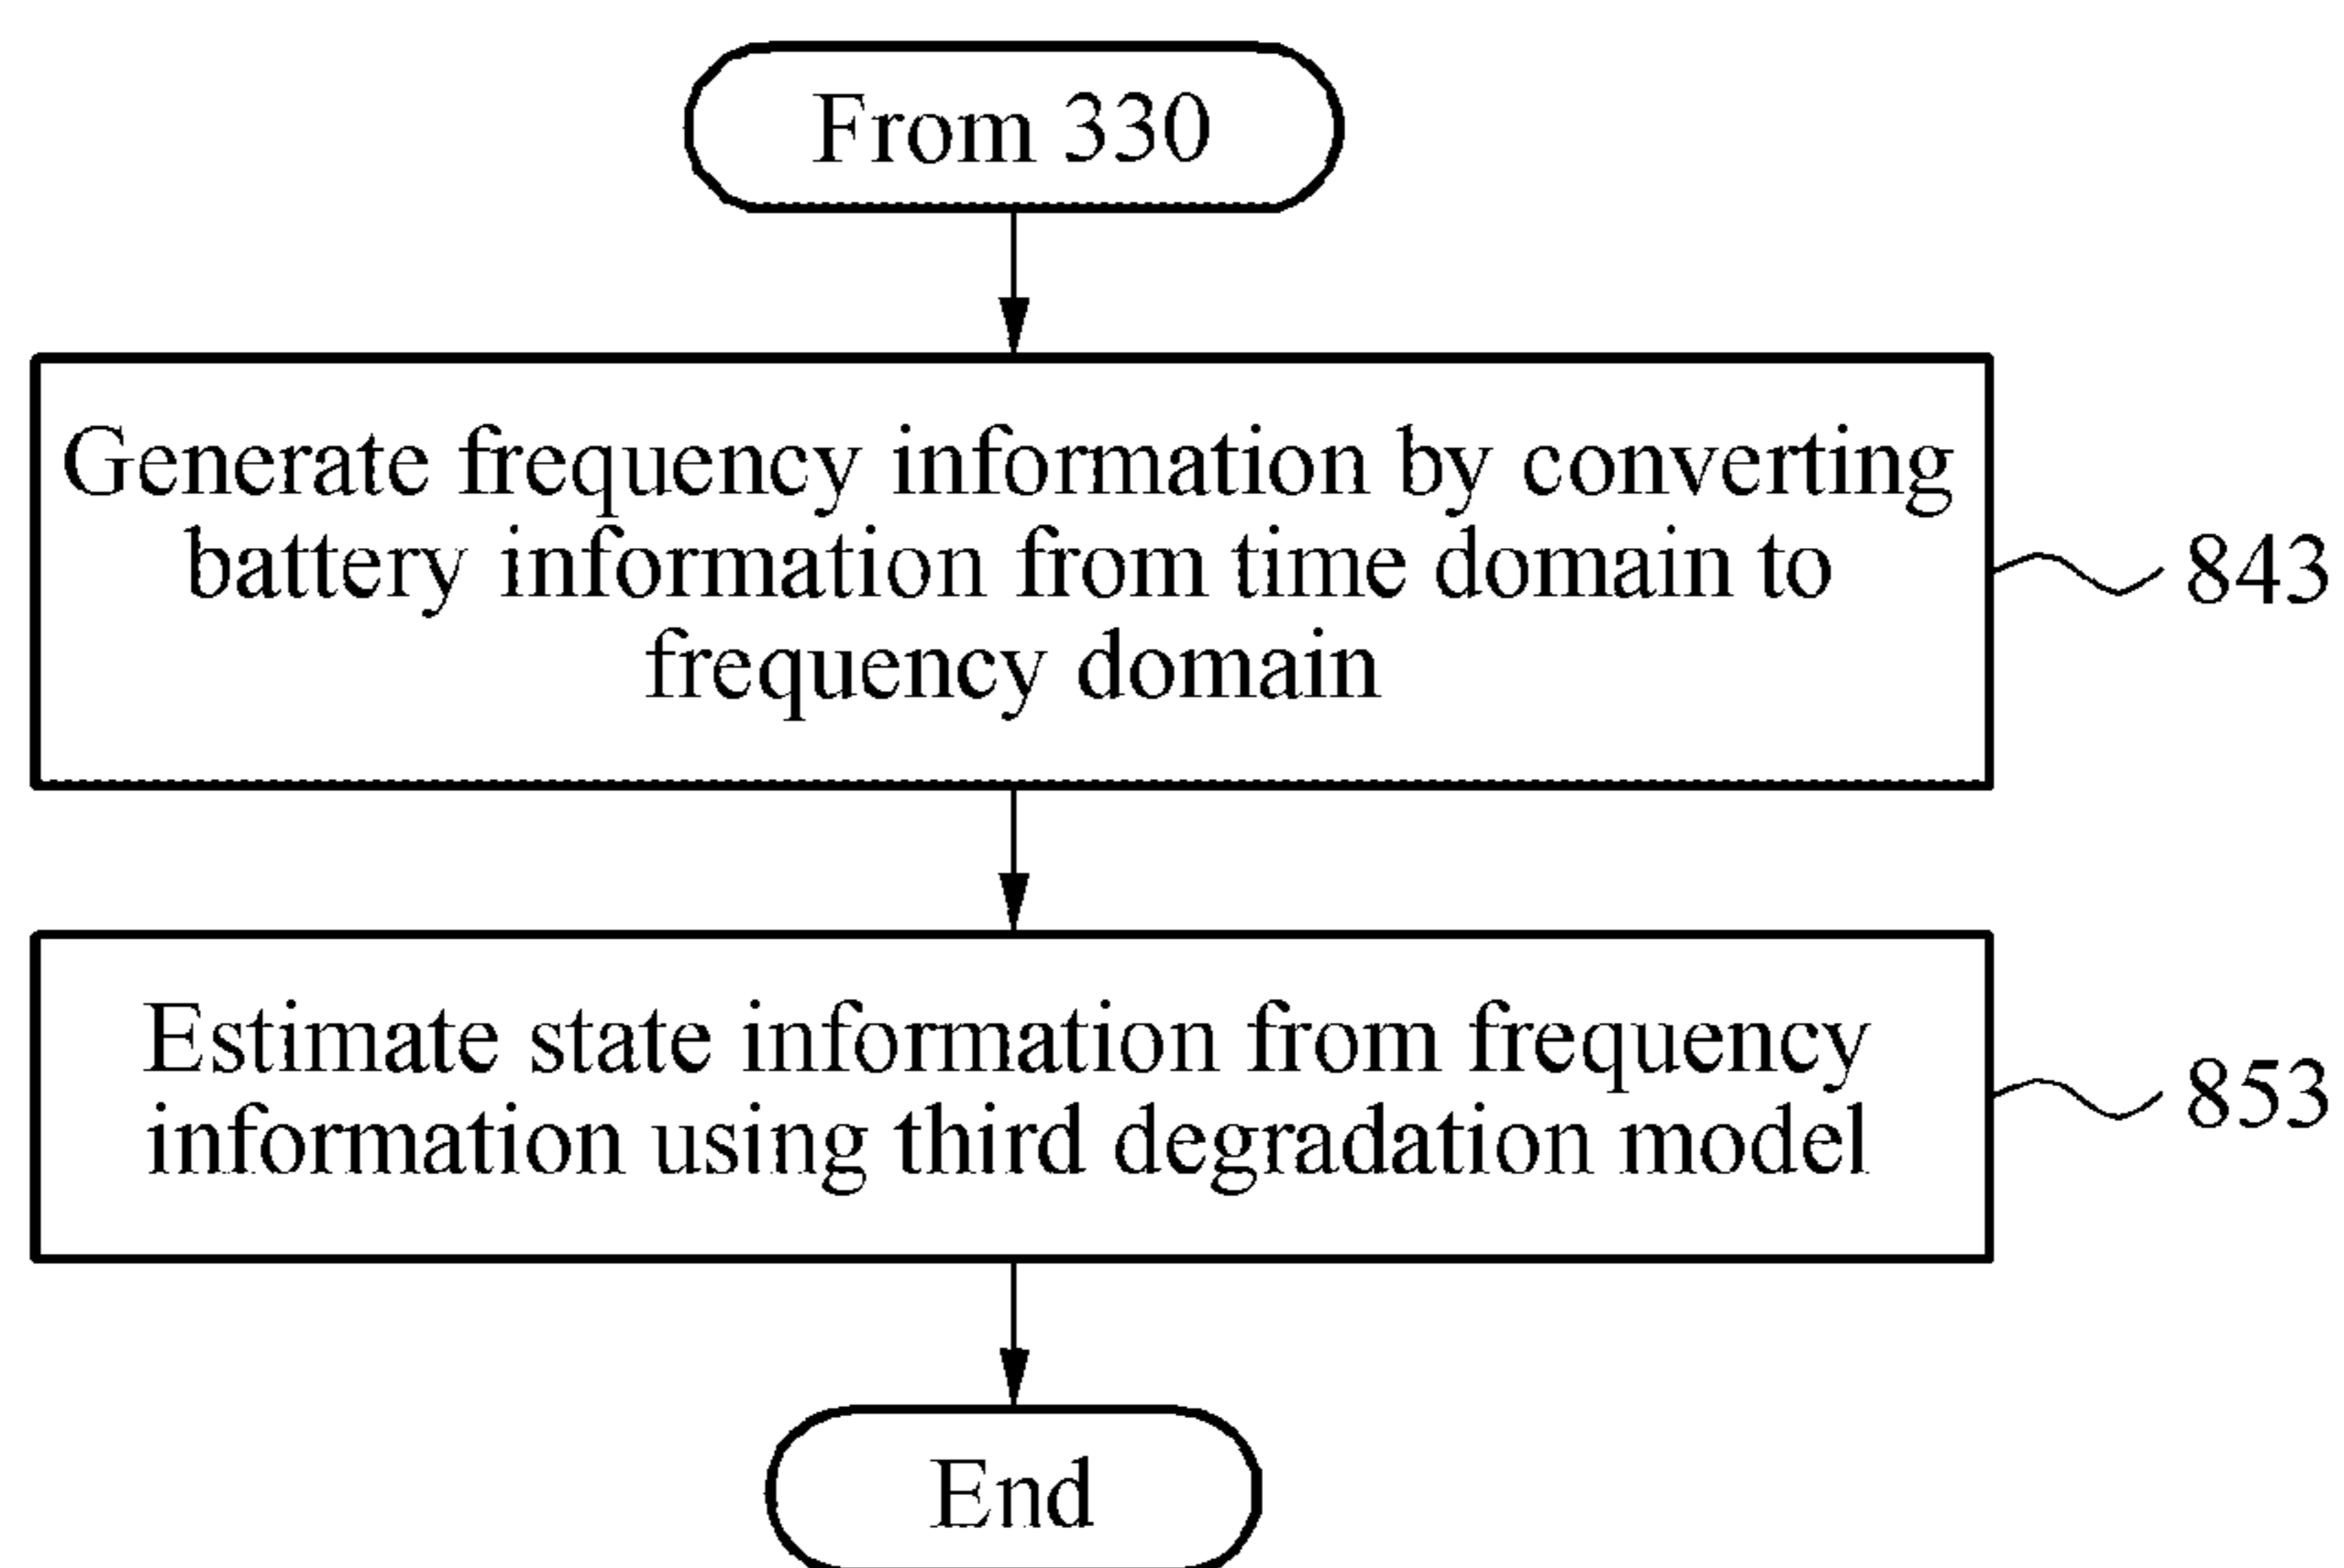 From 330
Generate frequency information by converting
battery information from time domain to
frequency domain
843
Estimate state information from frequency
information using third degradation model
853
End